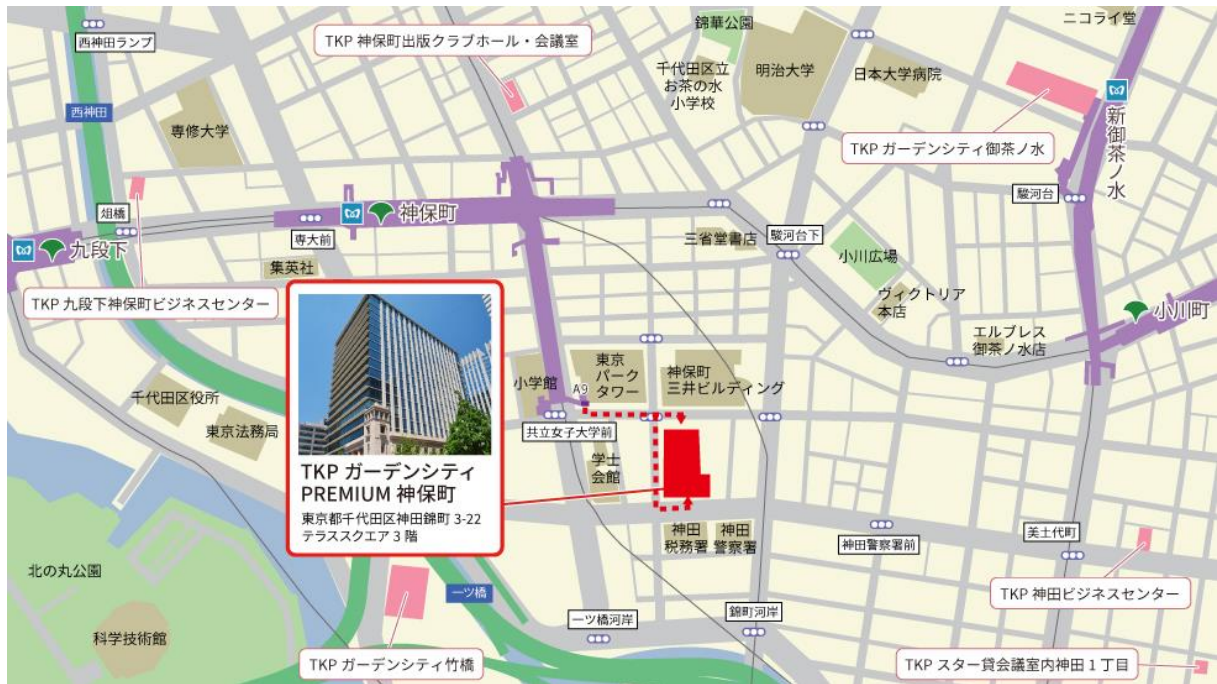 西神田ランプ
TKP 神保町出版クラブホール・会議室
錦華公園
ニコライ堂
千代田区立
お茶の水
小学校
明治大学
日本大学病院
西神田
専修大学
TKP ガーデンシティ御茶ノ水
新御茶ノ水
駿河台
俎橋
神保町
専大前
九段下
三省堂書店
駿河台下
小川広場
集英社
TKP 九段下神保町ビジネスセンター
ヴィクトリア
本店
小川町
エルブレス
御茶ノ水店
小学館
東京
パーク
タワー
神保町
三井ビルディング
A9
千代田区役所
東京法務局
共立女子大学前
学士
会館
TKP ガーデンシティ
PREMIUM 神保町
東京都千代田区神田錦町 3-22
テラススクエア 3 階
神田
税務署
神田
警察署
神田警察署前
美土代町
北の丸公園
一ツ橋
TKP 神田ビジネスセンター
科学技術館
一ツ橋河岸
錦町河岸
TKP ガーデンシティ竹橋
TKP スター貸会議室内神田 1 丁目